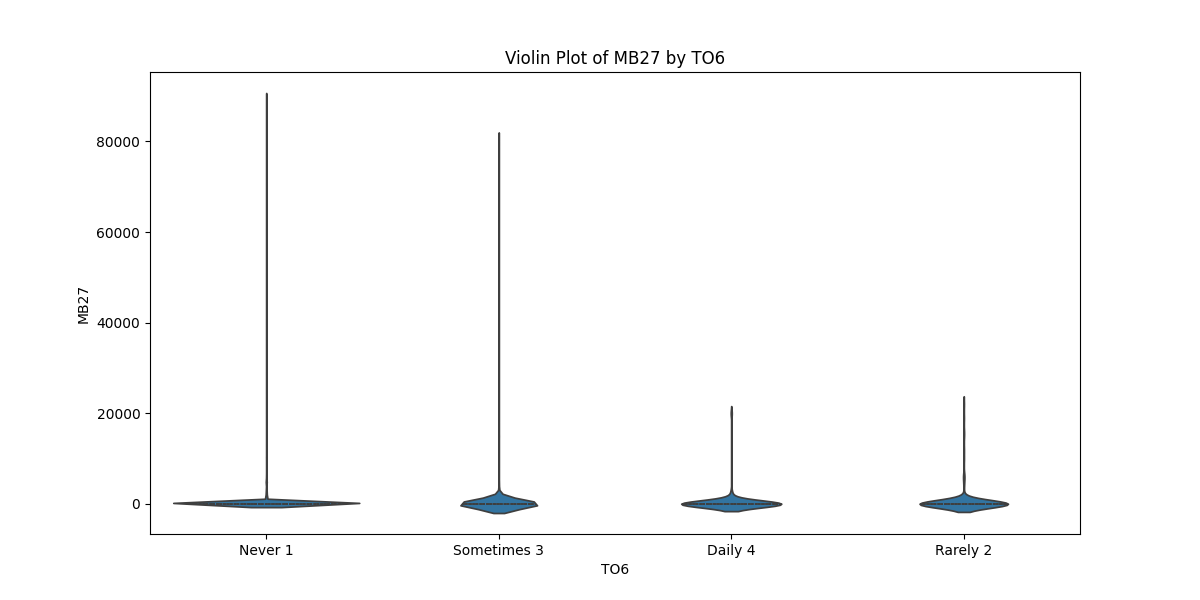 Violin Plot of MB27 by TO6
MB27
80000
60000
40000
20000
0
Never 1
Sometimes 3
Daily 4
Rarely 2
TO6